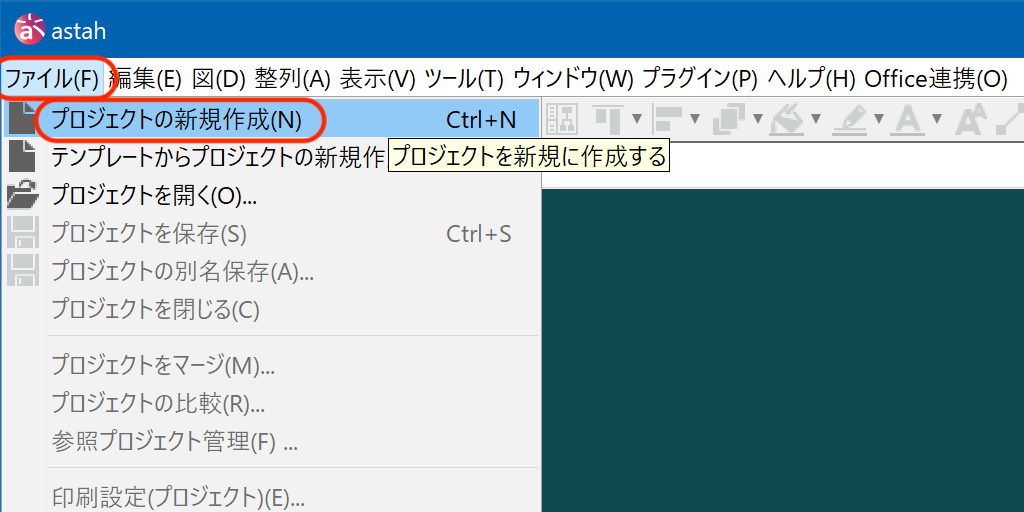 astah
ファイル(F) 編集(E) 図(D) 整列(A) 表示(V) ツール(T) ウィンドウ(W) プラグイン(P) ヘルプ(H) Office連携(O)
プロジェクトの新規作成(N) Ctrl+N
テンプレートからプロジェクトの新規作
プロジェクトを新規に作成する
プロジェクトを開く(O)...
プロジェクトを保存(S) Ctrl+S
プロジェクトの別名保存(A)...
プロジェクトを閉じる(C)
プロジェクトをマージ(M)...
プロジェクトの比較(R)...
参照プロジェクト管理(F) ...
印刷設定(プロジェクト)(E)...